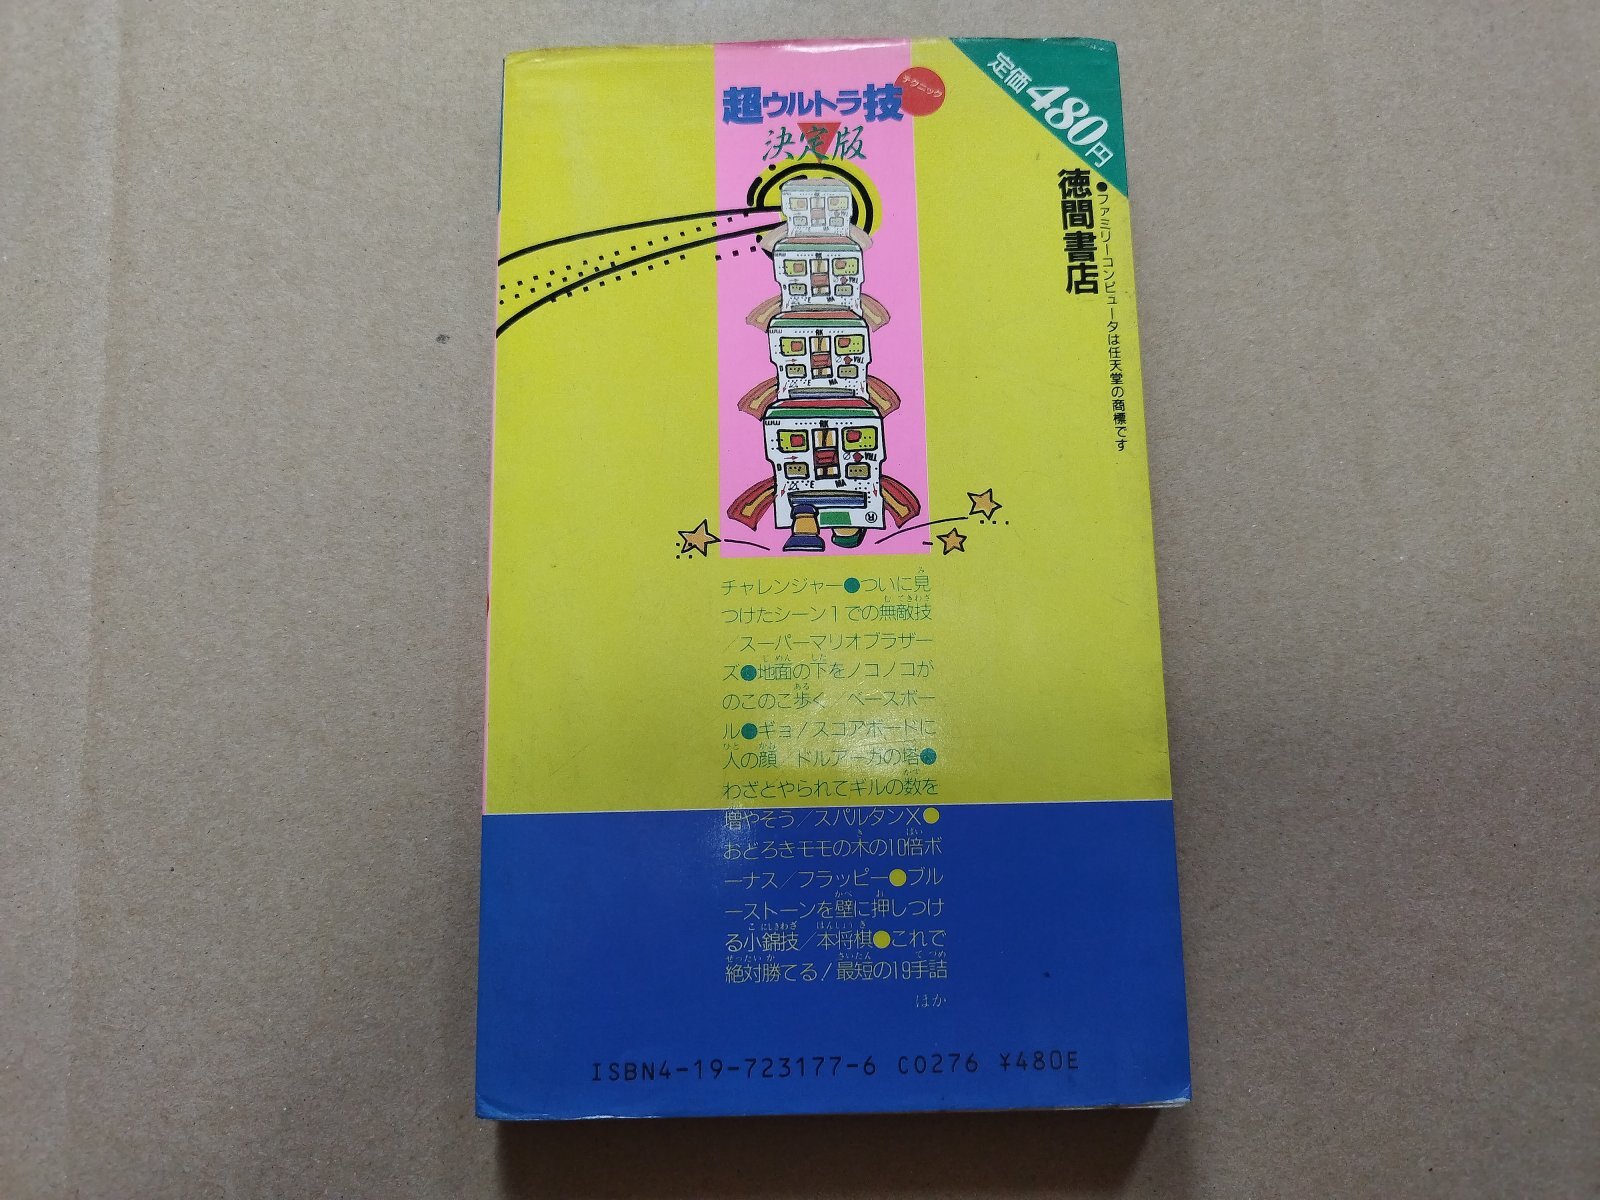 定価480円
超ウルトラ技
テクニック
決定版
徳間書店
●ファミリーコンピュータは任天堂の商標です
チャレンジャー●ついに見
つけたシーン1での無敵技
／スーパーマリオブラザー
ズ●地面の下をノコノコが
のこのこ歩く／ベースボー
ル●ギョ！スコアボードに
人の顔／ドルアーガの塔●
わざとやられてギルの数を
増やそう／スパルタンX●
おどろきモモの木の10倍ボ
ーナス／フラッピー●ブル
ーストーンを壁に押しつけ
る小錦技／本将棋●これで
絶対勝てる！最短の19手詰
ほか
ISBN4-19-723177-6 C0276 ¥480E